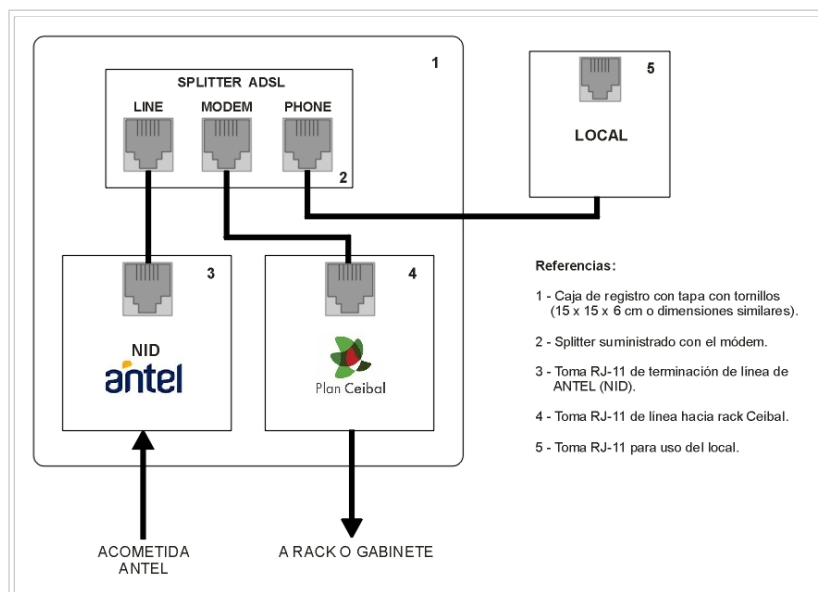 1
SPLITTER ADSL
LINE MODEM PHONE
2
5
LOCAL
3
NID
antel
4
Plan Ceibal
ACOMETIDA
ANTEL
A RACK O GABINETE
Referencias:
1 - Caja de registro con tapa con tornillos
(15 x 15 x 6 cm o dimensiones similares).
2 - Splitter suministrado con el módem.
3 - Toma RJ-11 de terminación de línea de
ANTEL (NID).
4 - Toma RJ-11 de línea hacia rack Ceibal.
5 - Toma RJ-11 para uso del local.